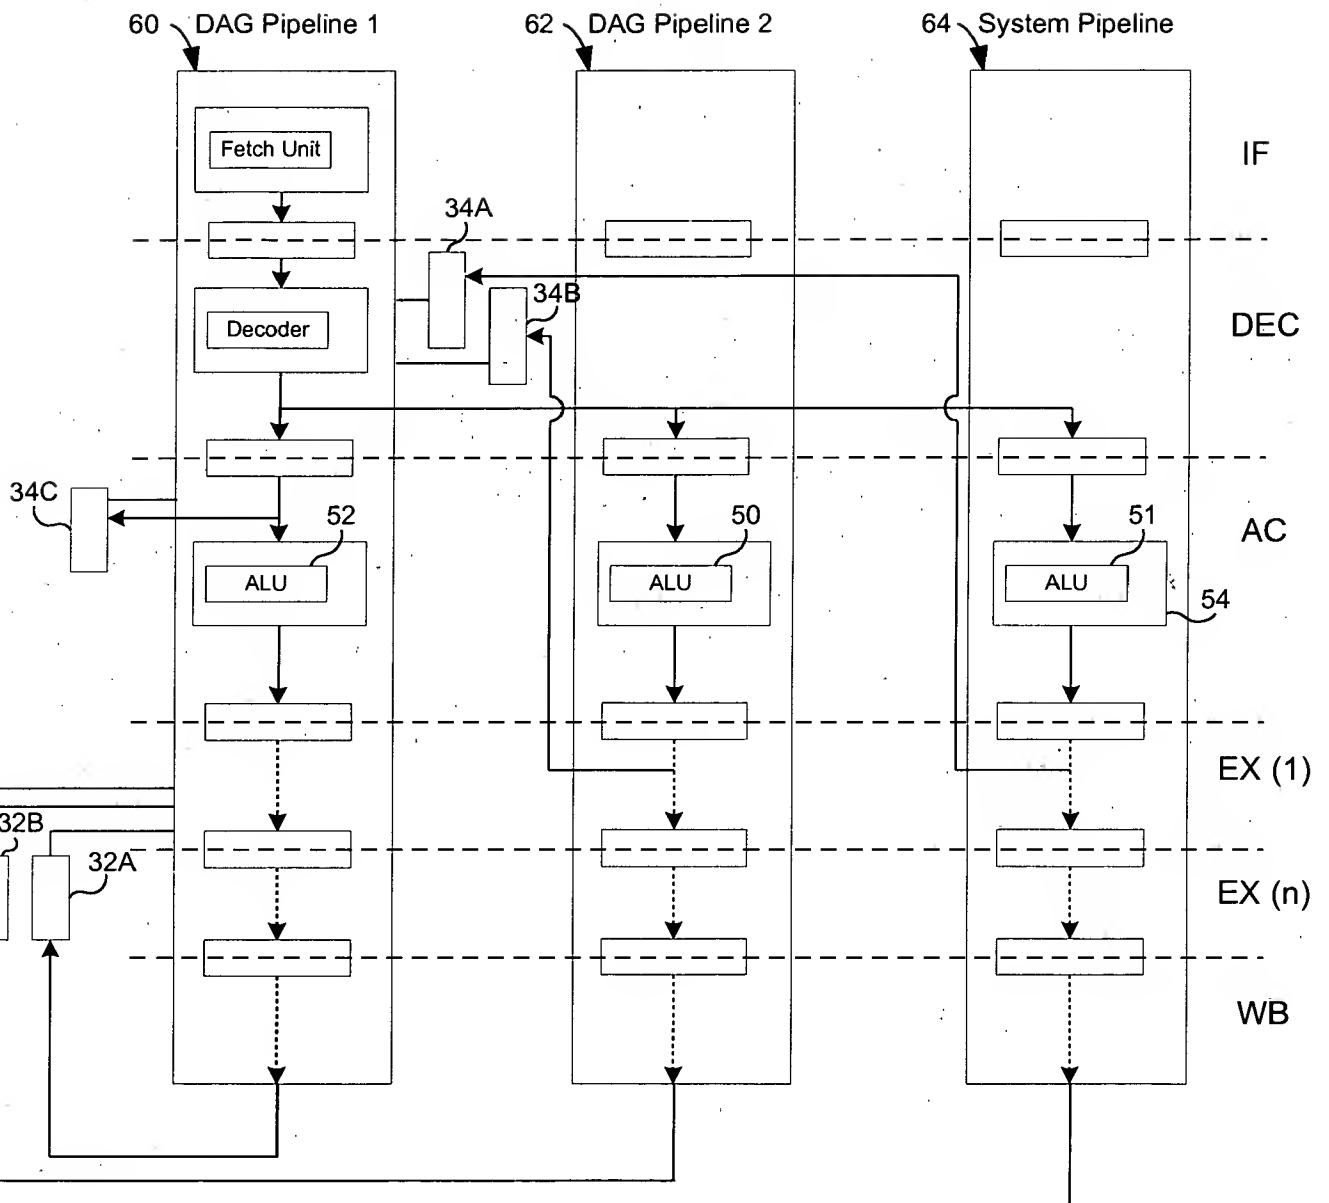 60 DAG Pipeline 1
62 DAG Pipeline 2
64 System Pipeline
Fetch Unit
IF
34A
34B
Decoder
DEC
34C
52
50
51
AC
ALU
ALU
ALU
54
EX (1)
32B
32A
EX (n)
WB